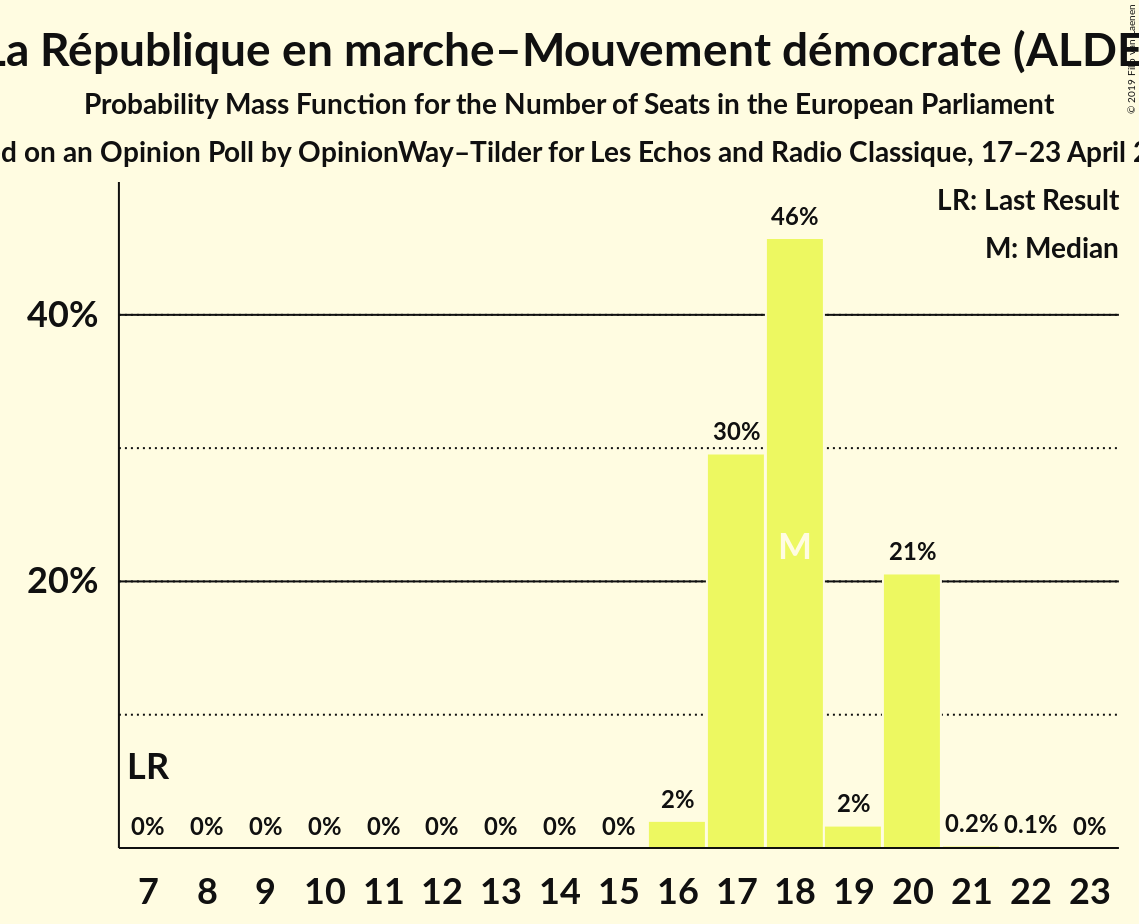 La République en marche–Mouvement démocrate (ALDE
Probability Mass Function for the Number of Seats in the European Parliament
d on an Opinion Poll by OpinionWay–Tilder for Les Echos and Radio Classique, 17–23 April 2
© 2019
LR: Last Result
M: Median
46%
40%
30%
M
21%
20%
LR
2%
2%
0% 0% 0% 0% 0% 0% 0% 0% 0% 0.2% 0.1% 0%
7 8 9 10 11 12 13 14 15 16 17 18 19 20 21 22 23